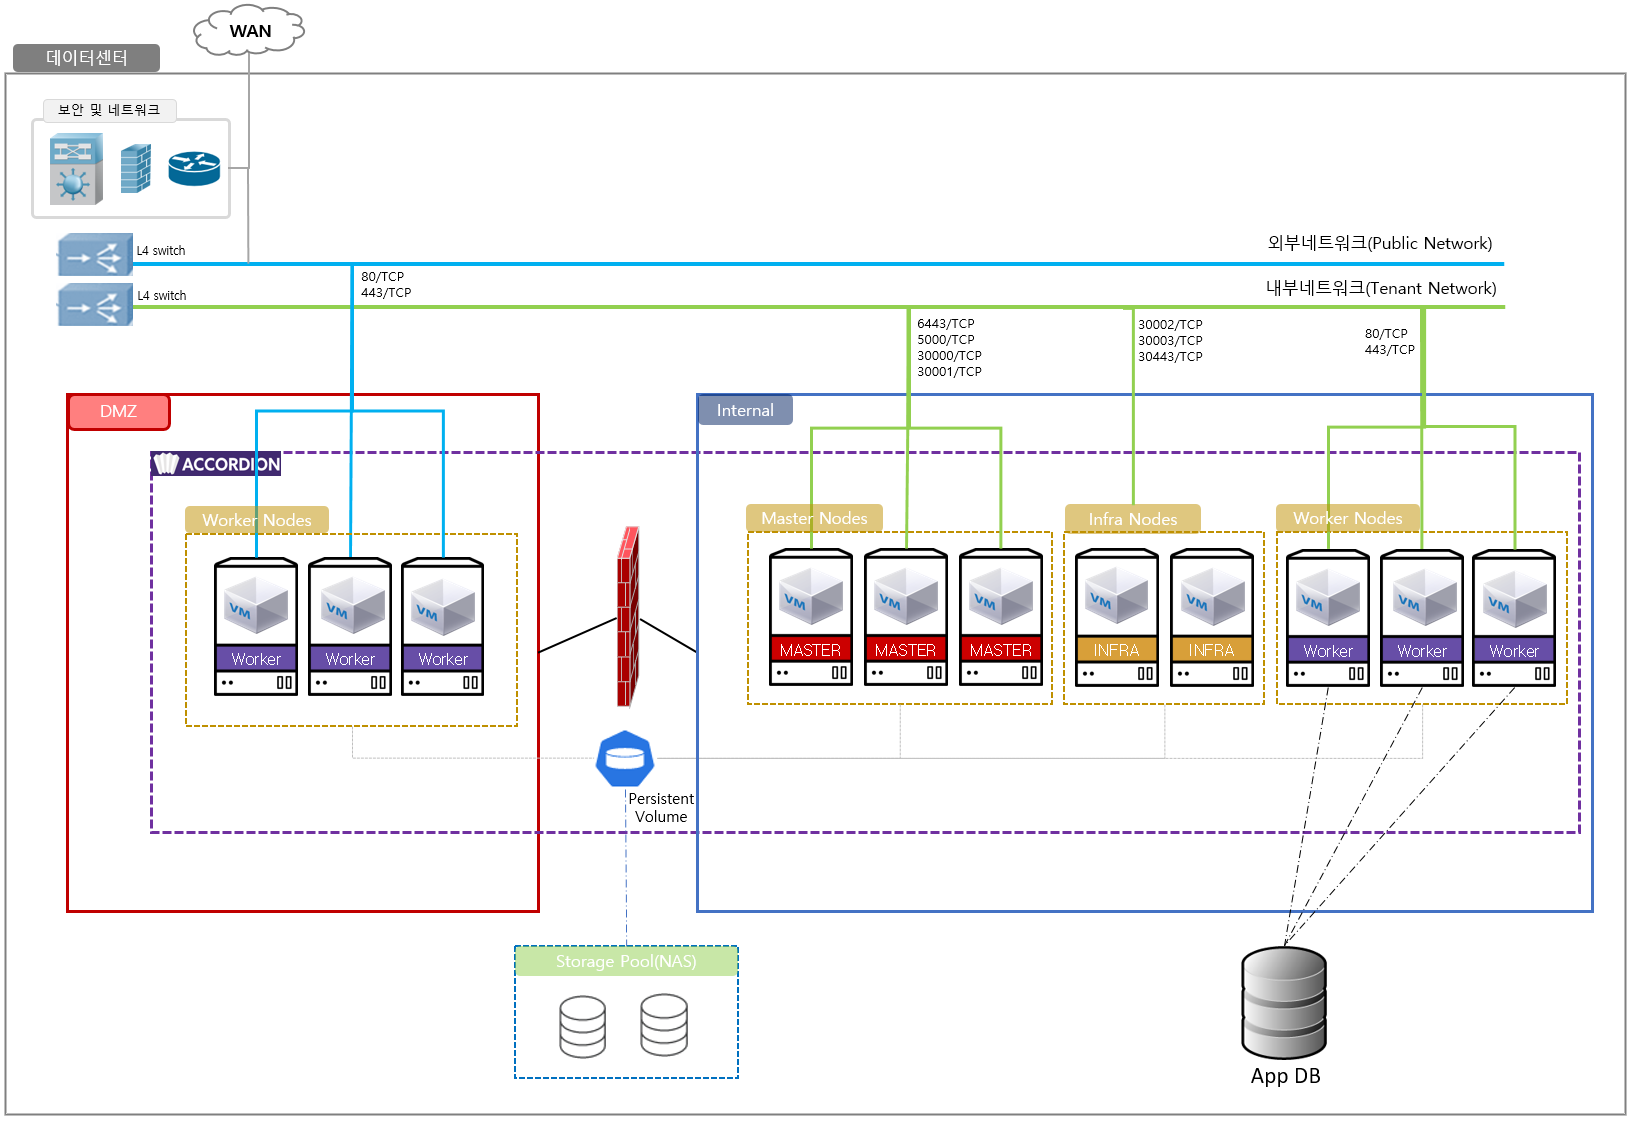 WAN
데이터센터
보안 및 네트워크
L4 switch
외부네트워크(Public Network)
80/TCP
443/TCP
L4 switch
내부네트워크(Tenant Network)
6443/TCP
5000/TCP
30000/TCP
30001/TCP
30002/TCP
30003/TCP
30443/TCP
80/TCP
443/TCP
DMZ
Internal
ACCORDION
Worker Nodes
VM
VM
VM
Worker
Worker
Worker
Master Nodes
VM
VM
VM
MASTER
MASTER
MASTER
Infra Nodes
VM
VM
INFRA
INFRA
Worker Nodes
VM
VM
VM
Worker
Worker
Worker
Persistent
Volume
Storage Pool(NAS)
App DB